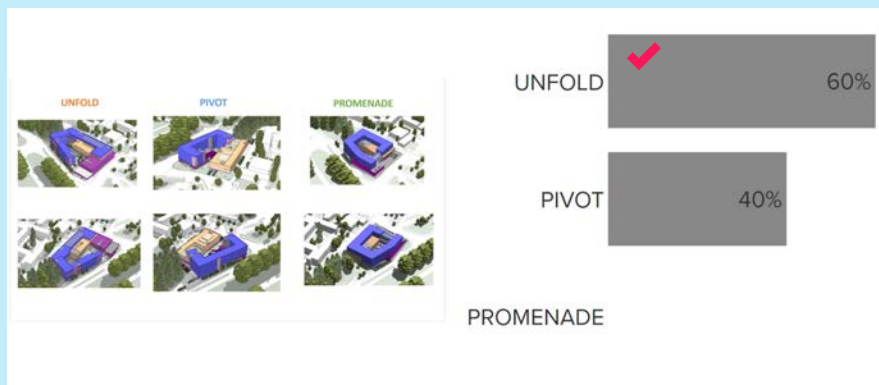 UNFOLD PIVOT PROMENADE
UNFOLD 60%
PIVOT 40%
PROMENADE